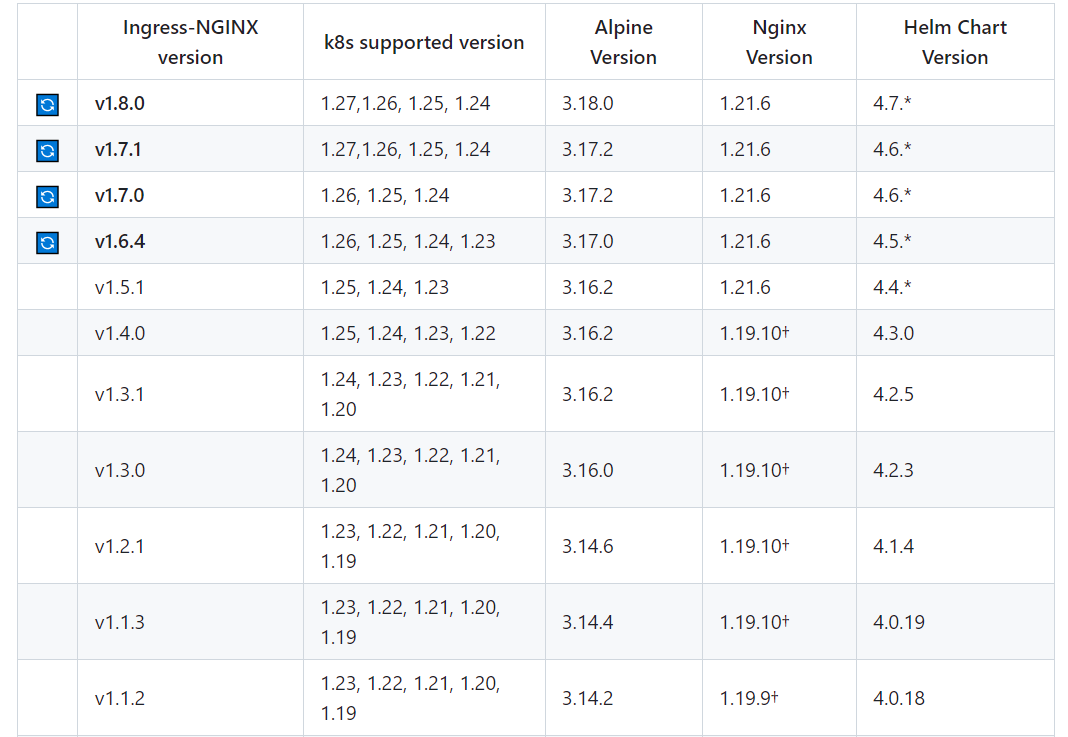 Ingress-NGINX version k8s supported version Alpine Version Nginx Version Helm Chart Version
v1.8.0 1.27,1.26, 1.25, 1.24 3.18.0 1.21.6 4.7.*
v1.7.1 1.27,1.26, 1.25, 1.24 3.17.2 1.21.6 4.6.*
v1.7.0 1.26, 1.25, 1.24 3.17.2 1.21.6 4.6.*
v1.6.4 1.26, 1.25, 1.24, 1.23 3.17.0 1.21.6 4.5.*
v1.5.1 1.25, 1.24, 1.23 3.16.2 1.21.6 4.4.*
v1.4.0 1.25, 1.24, 1.23, 1.22 3.16.2 1.19.10† 4.3.0
v1.3.1 1.24, 1.23, 1.22, 1.21, 1.20 3.16.2 1.19.10† 4.2.5
v1.3.0 1.24, 1.23, 1.22, 1.21, 1.20 3.16.0 1.19.10† 4.2.3
v1.2.1 1.23, 1.22, 1.21, 1.20, 1.19 3.14.6 1.19.10† 4.1.4
v1.1.3 1.23, 1.22, 1.21, 1.20, 1.19 3.14.4 1.19.10† 4.0.19
v1.1.2 1.23, 1.22, 1.21, 1.20, 1.19 3.14.2 1.19.9† 4.0.18